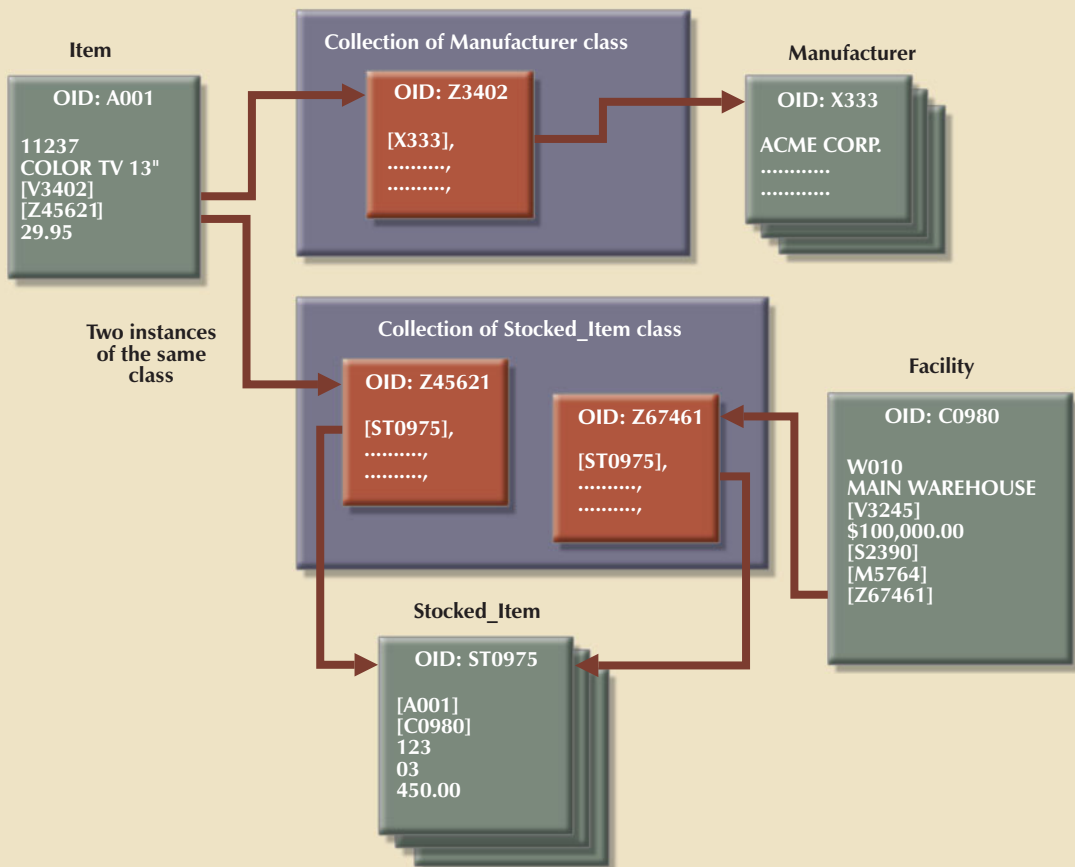 Item
OID: A001
11237
COLOR TV 13"
[V3402]
[Z45621]
29.95
Collection of Manufacturer class
OID: Z3402
[X333],
..........,
..........,
Manufacturer
OID: X333
ACME CORP.
............
............
Two instances
of the same
class
Collection of Stocked_Item class
OID: Z45621
[ST0975],
..........,
..........,
OID: Z67461
[ST0975],
..........,
..........,
Facility
OID: C0980
W010
MAIN WAREHOUSE
[V3245]
$100,000.00
[S2390]
[M5764]
[Z67461]
Stocked_Item
OID: ST0975
[A001]
[C0980]
123
03
450.00